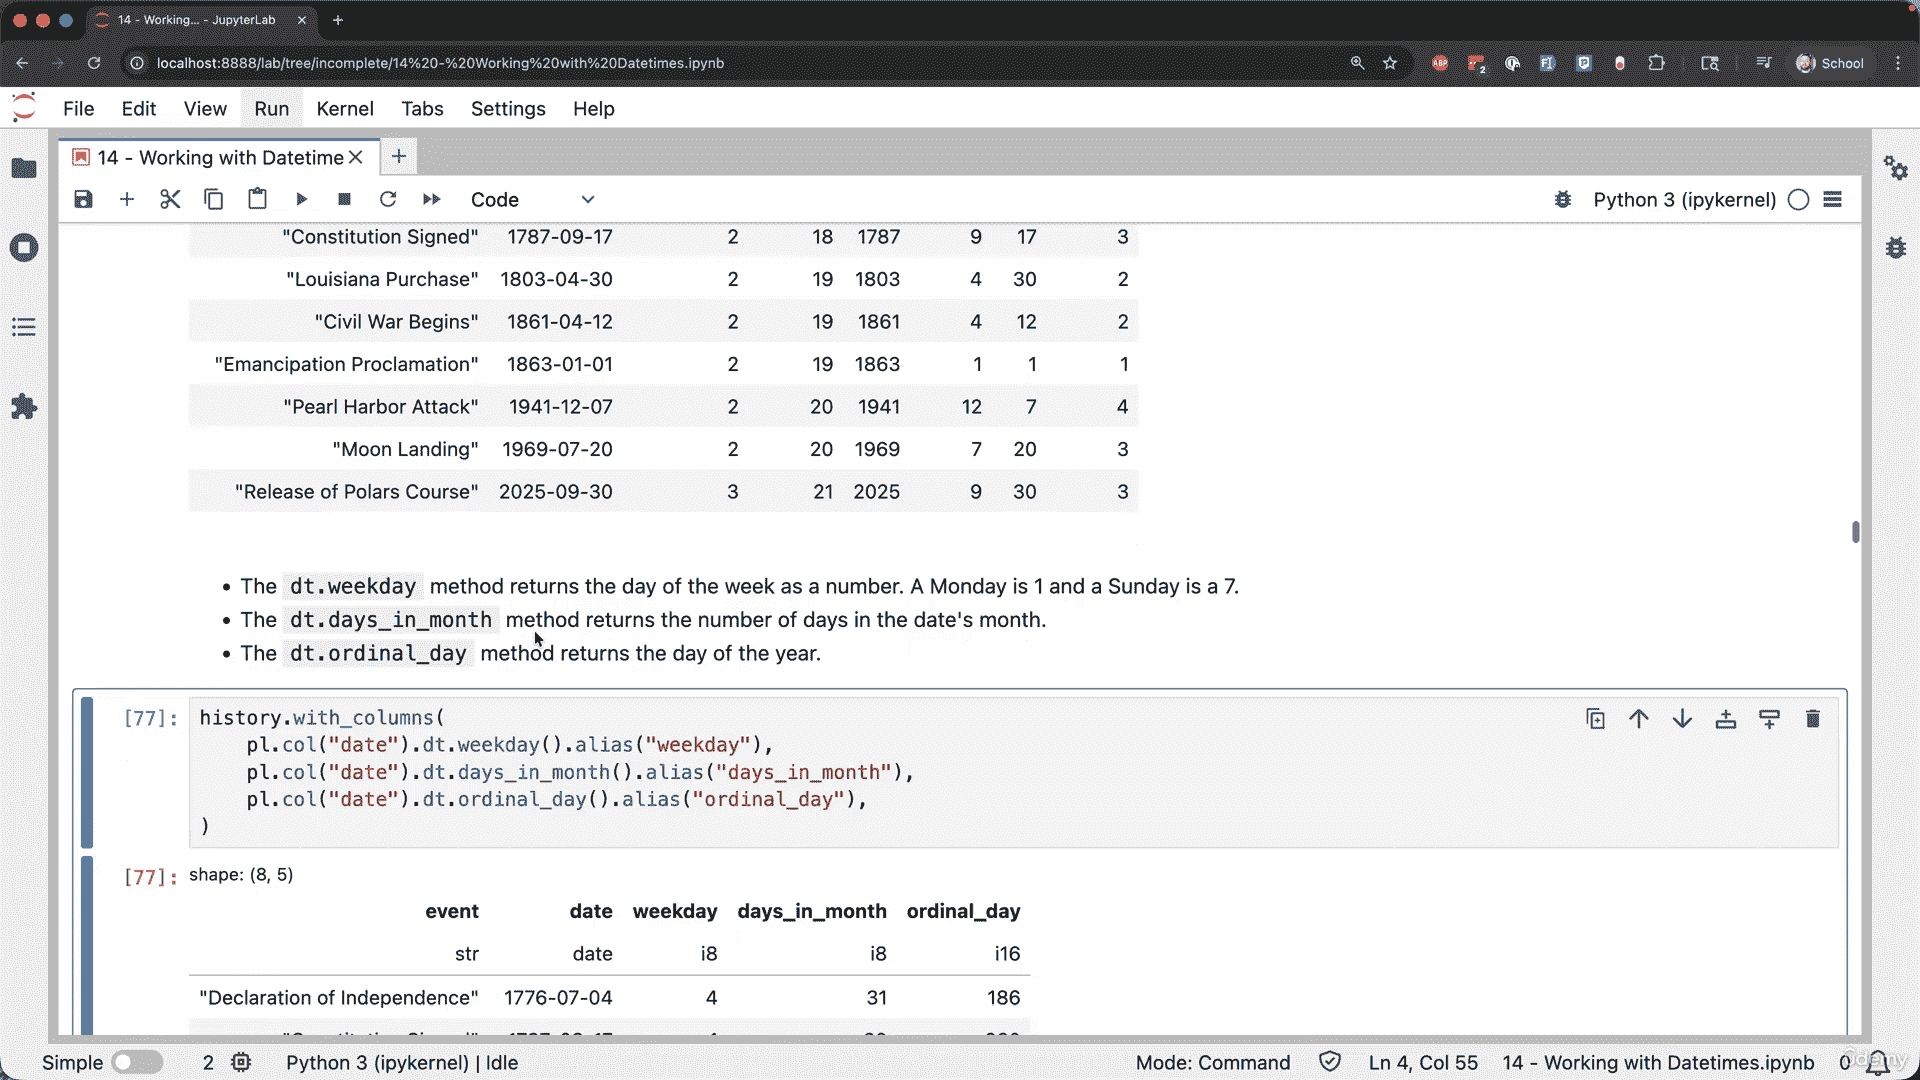 14 - Working... - JupyterLab
localhost:8888/lab/tree/incomplete/14%20-%20Working%20with%20Datetimes.ipynb
ABP
2
School
File Edit View Run Kernel Tabs Settings Help
14 - Working with Datetime
Code
Python 3 (ipykernel)
"Constitution Signed" 1787-09-17 2 18 1787 9 17 3
"Louisiana Purchase" 1803-04-30 2 19 1803 4 30 2
"Civil War Begins" 1861-04-12 2 19 1861 4 12 2
"Emancipation Proclamation" 1863-01-01 2 19 1863 1 1 1
"Pearl Harbor Attack" 1941-12-07 2 20 1941 12 7 4
"Moon Landing" 1969-07-20 2 20 1969 7 20 3
"Release of Polars Course" 2025-09-30 3 21 2025 9 30 3
• The dt.weekday method returns the day of the week as a number. A Monday is 1 and a Sunday is a 7.
• The dt.days_in_month method returns the number of days in the date's month.
• The dt.ordinal_day method returns the day of the year.
[77]: history.with_columns(
pl.col("date").dt.weekday().alias("weekday"),
pl.col("date").dt.days_in_month().alias("days_in_month"),
pl.col("date").dt.ordinal_day().alias("ordinal_day"),
)
[77]: shape: (8, 5)
event date weekday days_in_month ordinal_day
str date i8 i8 i16
"Declaration of Independence" 1776-07-04 4 31 186
Simple 2 Python 3 (ipykernel) | Idle Mode: Command Ln 4, Col 55 14 - Working with Datetimes.ipynb 0
Udemy